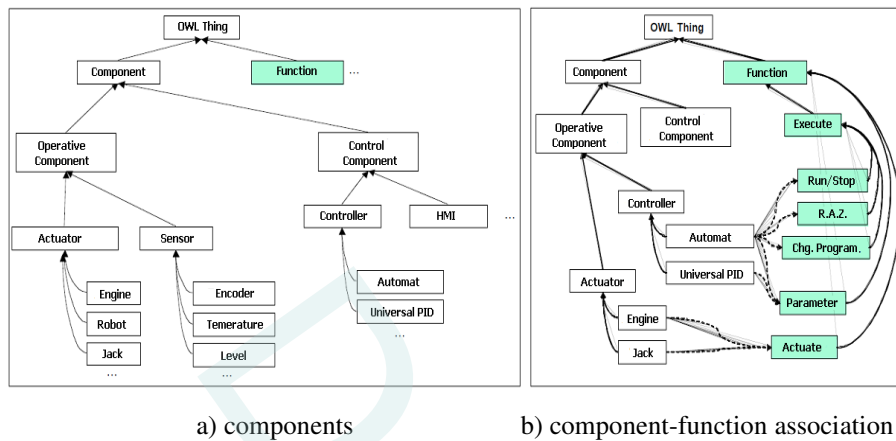 OWL Thing
Component
Function
...
Operative
Component
Control
Component
Controller
HMI
...
Actuator
Sensor
Automat
Universal PID
...
Engine
Robot
Jack
...
Encoder
Temerature
Level
...
a) components
OWL Thing
Component
Function
Operative
Component
Control
Component
Execute
Run/Stop
Controller
R.A.Z.
Automat
Chg. Program.
Actuator
Universal PID
Parameter
Engine
Jack
Actuate
b) component-function association